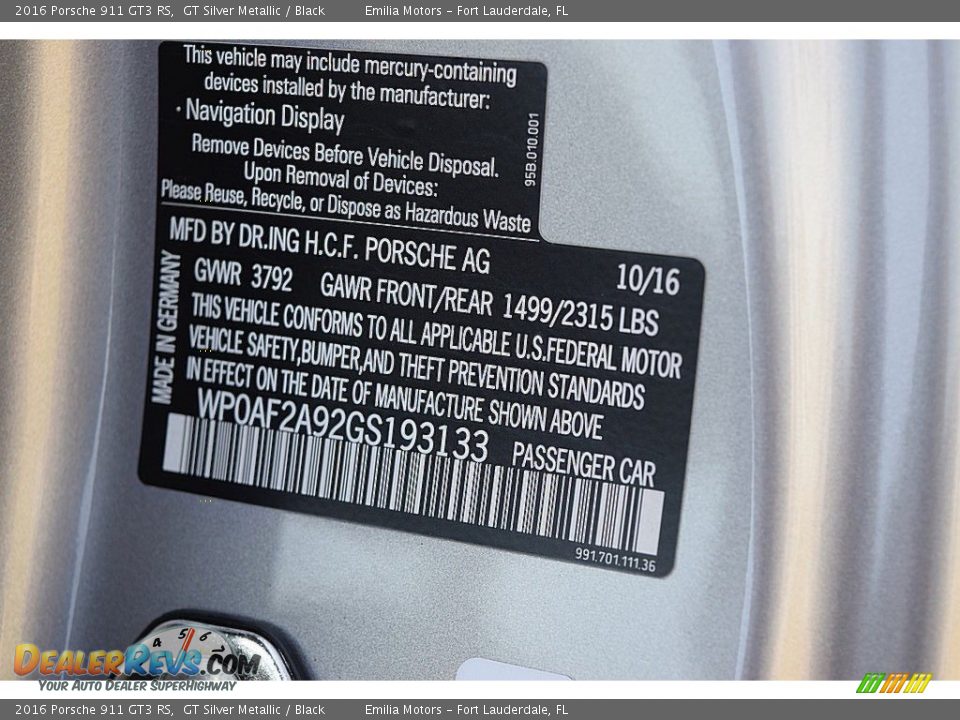 2016 Porsche 911 GT3 RS,  GT Silver Metallic / Black        Emilia Motors - Fort Lauderdale, FL
This vehicle may include mercury-containing
devices installed by the manufacturer:
· Navigation Display
Remove Devices Before Vehicle Disposal.
Upon Removal of Devices:
Please Reuse, Recycle, or Dispose as Hazardous Waste
95B.010.001
MFD BY DR.ING H.C.F. PORSCHE AG 10/16
GVWR 3792 GAWR FRONT/REAR 1499/2315 LBS
THIS VEHICLE CONFORMS TO ALL APPLICABLE U.S.FEDERAL MOTOR
VEHICLE SAFETY,BUMPER,AND THEFT PREVENTION STANDARDS
IN EFFECT ON THE DATE OF MANUFACTURE SHOWN ABOVE
WP0AF2A92GS193133 PASSENGER CAR
MADE IN GERMANY
991.701.111.36
4 5 6
DEALERREVS.COM
YOUR AUTO DEALER SUPERHIGHWAY
2016 Porsche 911 GT3 RS,  GT Silver Metallic / Black        Emilia Motors - Fort Lauderdale, FL